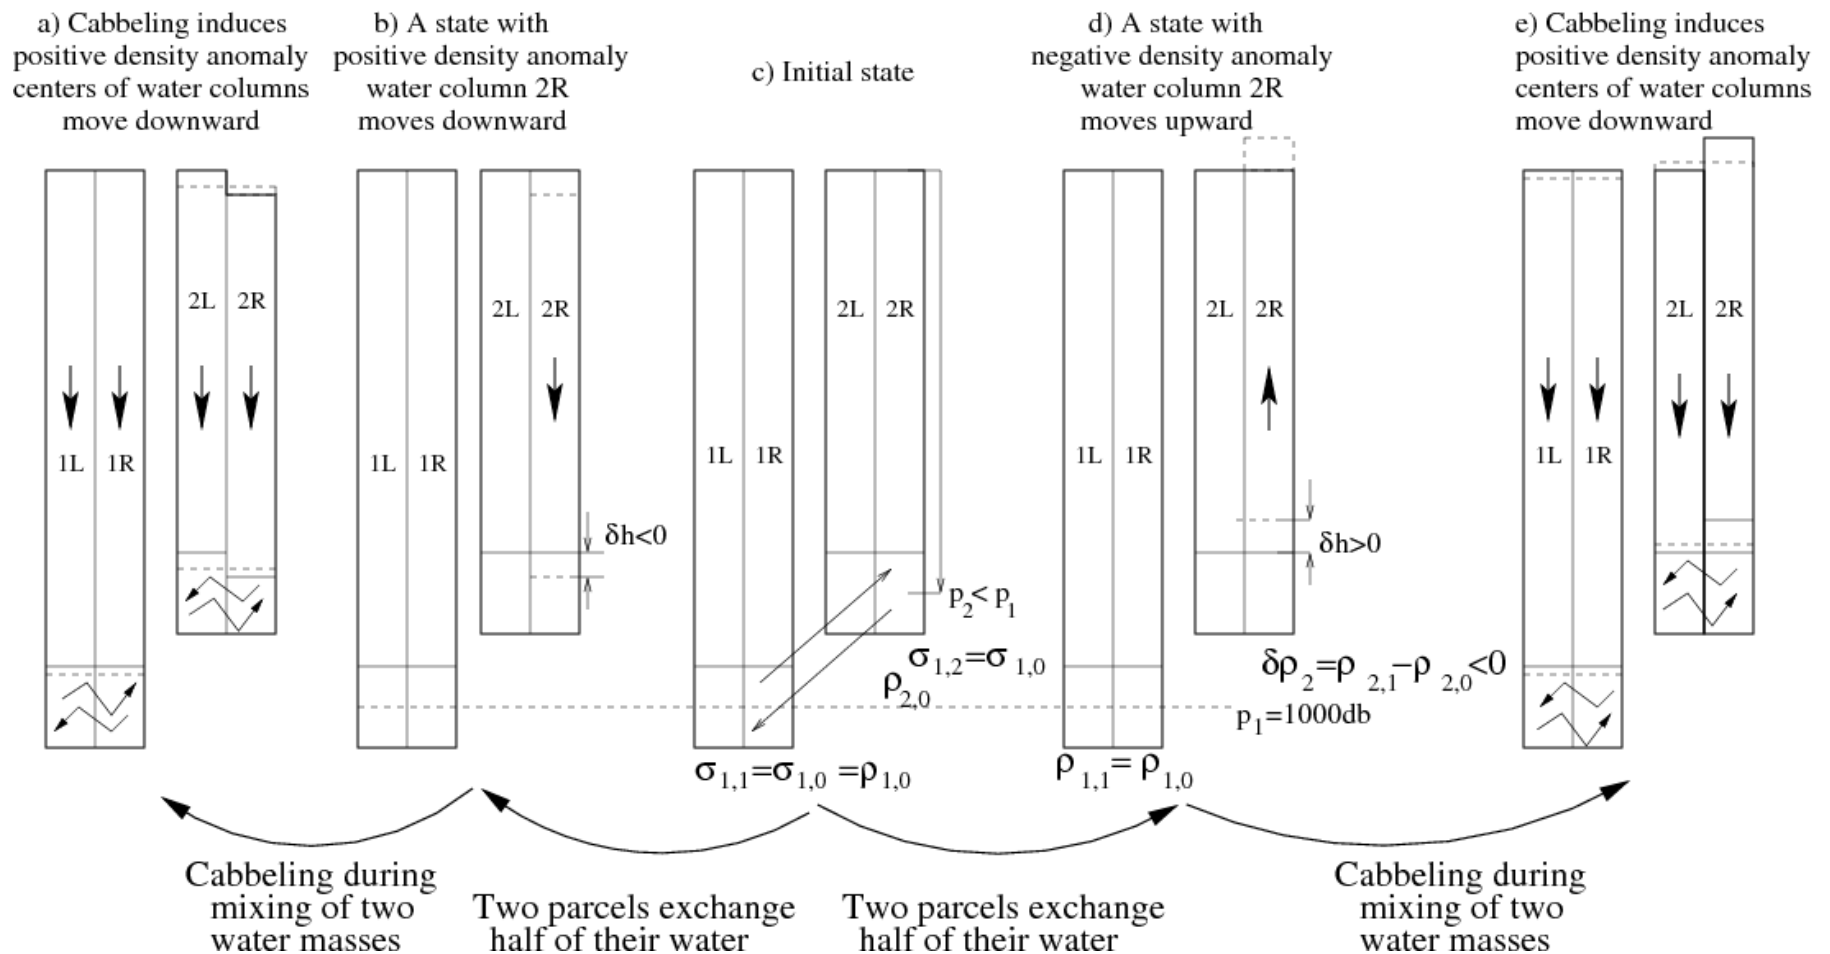 a) Cabbeling induces
positive density anomaly
centers of water columns
move downward
b) A state with
positive density anomaly
water column 2R
moves downward
c) Initial state
d) A state with
negative density anomaly
water column 2R
moves upward
e) Cabbeling induces
positive density anomaly
centers of water columns
move downward
2L 2R
1L 1R
2L 2R
1L 1R
δh<0
2L 2R
1L 1R
p₂< p₁
σ₁,₂=σ₁,₀
ρ₂,₀
σ₁,₁=σ₁,₀ =ρ₁,₀
2L 2R
1L 1R
δh>0
δρ₂=ρ₂,₁−ρ₂,₀<0
p₁=1000db
ρ₁,₁= ρ₁,₀
2L 2R
1L 1R
Cabbeling during
mixing of two
water masses
Two parcels exchange
half of their water
Two parcels exchange
half of their water
Cabbeling during
mixing of two
water masses